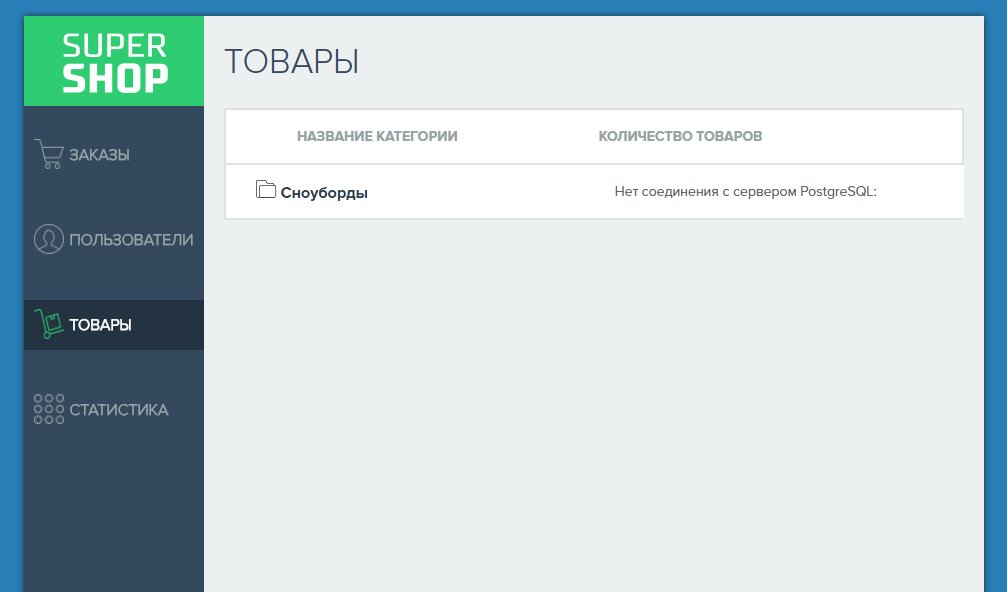 SUPER
SHOP
ЗАКАЗЫ
ПОЛЬЗОВАТЕЛИ
ТОВАРЫ
СТАТИСТИКА
ТОВАРЫ
НАЗВАНИЕ КАТЕГОРИИ КОЛИЧЕСТВО ТОВАРОВ
Сноуборды Нет соединения с сервером PostgreSQL: